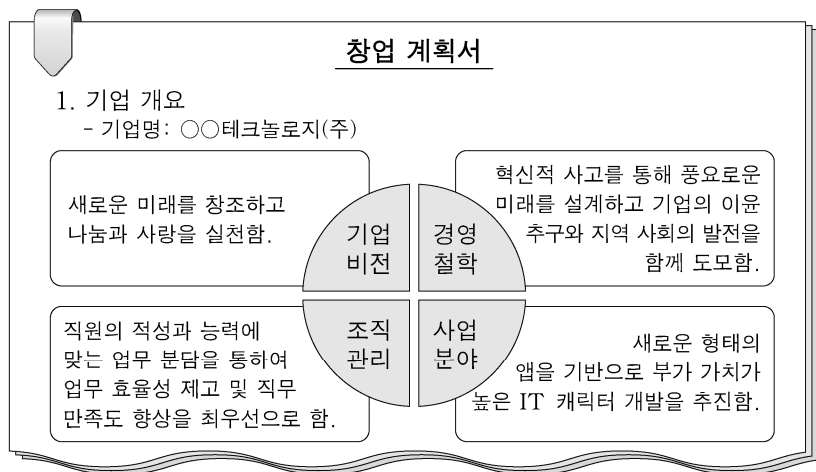 창업 계획서
1. 기업 개요
- 기업명: ○○테크놀로지(주)
새로운 미래를 창조하고
나눔과 사랑을 실천함.
기업
비전
경영
철학
혁신적 사고를 통해 풍요로운
미래를 설계하고 기업의 이윤
추구와 지역 사회의 발전을
함께 도모함.
직원의 적성과 능력에
맞는 업무 분담을 통하여
업무 효율성 제고 및 직무
만족도 향상을 최우선으로 함.
조직
관리
사업
분야
새로운 형태의
앱을 기반으로 부가 가치가
높은 IT 캐릭터 개발을 추진함.